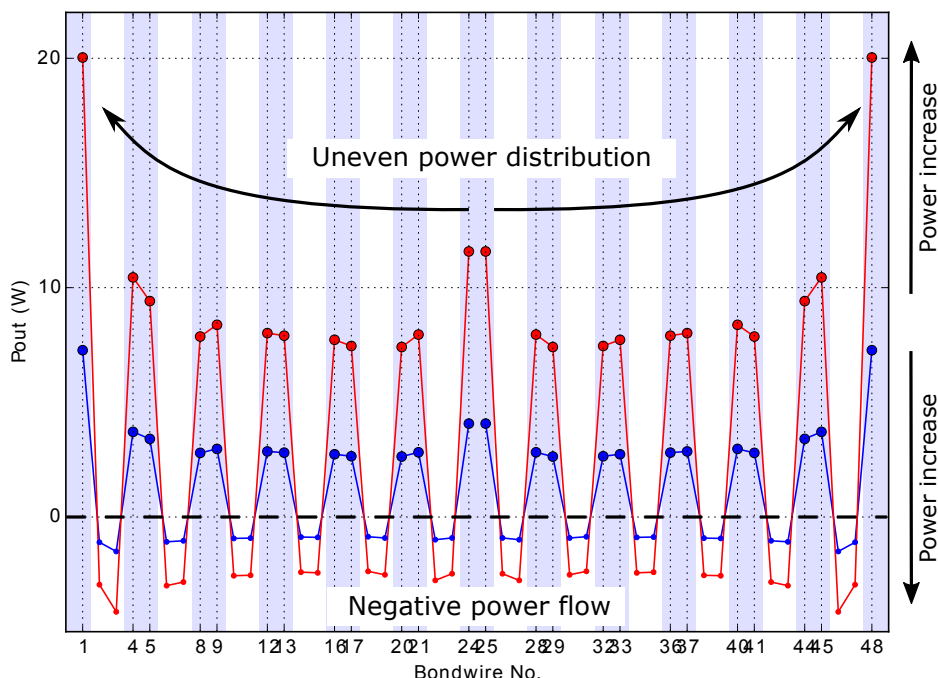 20
Uneven power distribution
Power increase
10
Pout (W)
Power increase
0
Negative power flow
1 4 5 8 9 12 13 16 17 20 21 24 25 28 29 32 33 36 37 40 41 44 45 48
Bondwire No.